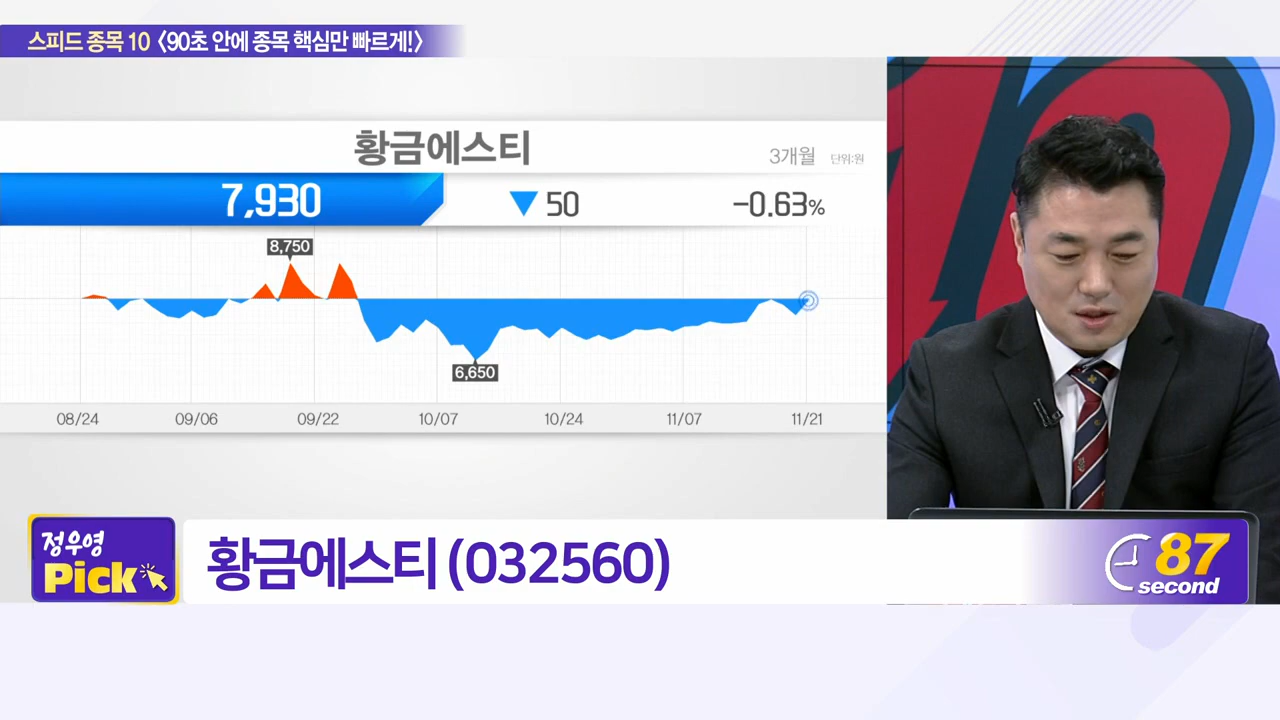 스피드 종목 10 〈90초 안에 종목 핵심만 빠르게!〉
황금에스티
3개월 단위:원
7,930 ▼ 50 -0.63%
8,750
6,650
08/24 09/06 09/22 10/07 10/24 11/07 11/21
정우영
Pick
황금에스티 (032560)
87
second